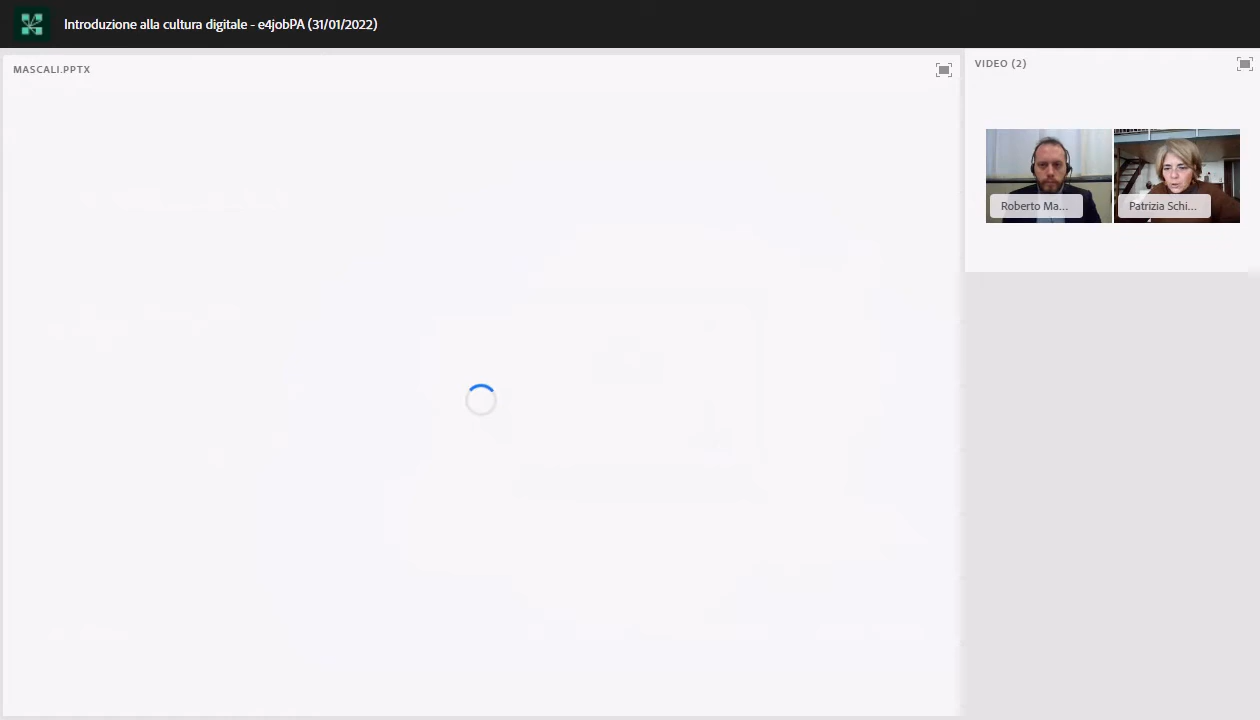 Introduzione alla cultura digitale - e4jobPA (31/01/2022)
MASCALI.PPTX
VIDEO (2)
Roberto Ma...
Patrizia Schi...